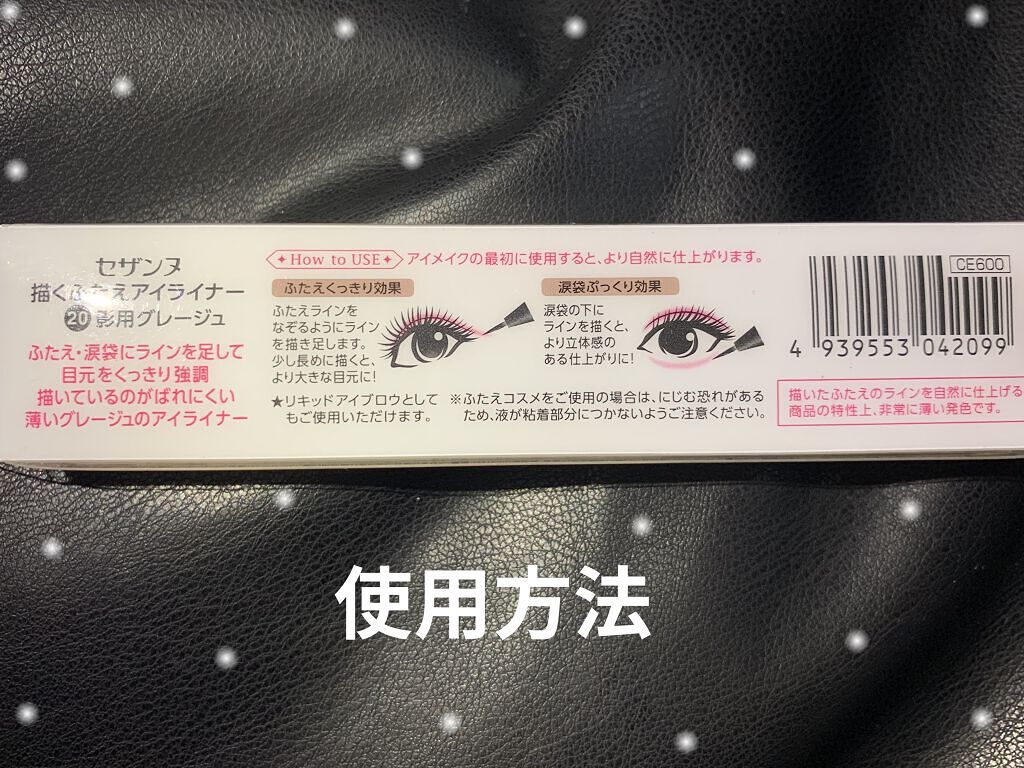 セザンヌ
描くふたえアイライナー
20 影用グレージュ
ふたえ・涙袋にラインを足して
目元をくっきり強調
描いているのがばれにくい
薄いグレージュのアイライナー
How to USE アイメイクの最初に使用すると、より自然に仕上がります。
ふたえくっきり効果
ふたえラインを
なぞるようにライン
を描き足します。
少し長めに描くと、
より大きな目元に!
★リキッドアイブロウとして
もご使用いただけます。
涙袋ぷっくり効果
涙袋の下に
ラインを描くと、
より立体感の
ある仕上がりに!
※ふたえコスメをご使用の場合は、にじむ恐れがある
ため、液が粘着部分につかないようご注意ください。
CE600
4 939553 042099
描いたふたえのラインを自然に仕上げる
商品の特性上、非常に薄い発色です。
使用方法